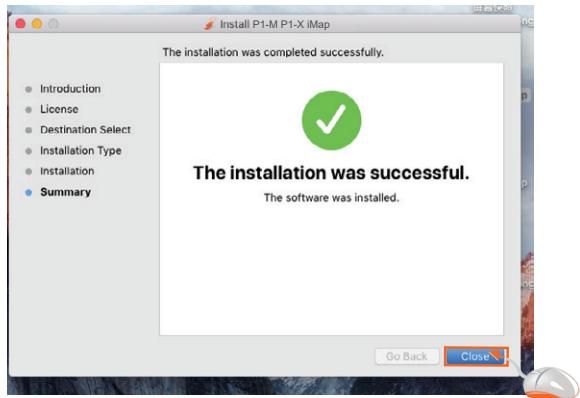 Install P1-M P1-X iMap
The installation was completed successfully.
Introduction
License
Destination Select
Installation Type
Installation
Summary
The installation was successful.
The software was installed.
Go Back
Close